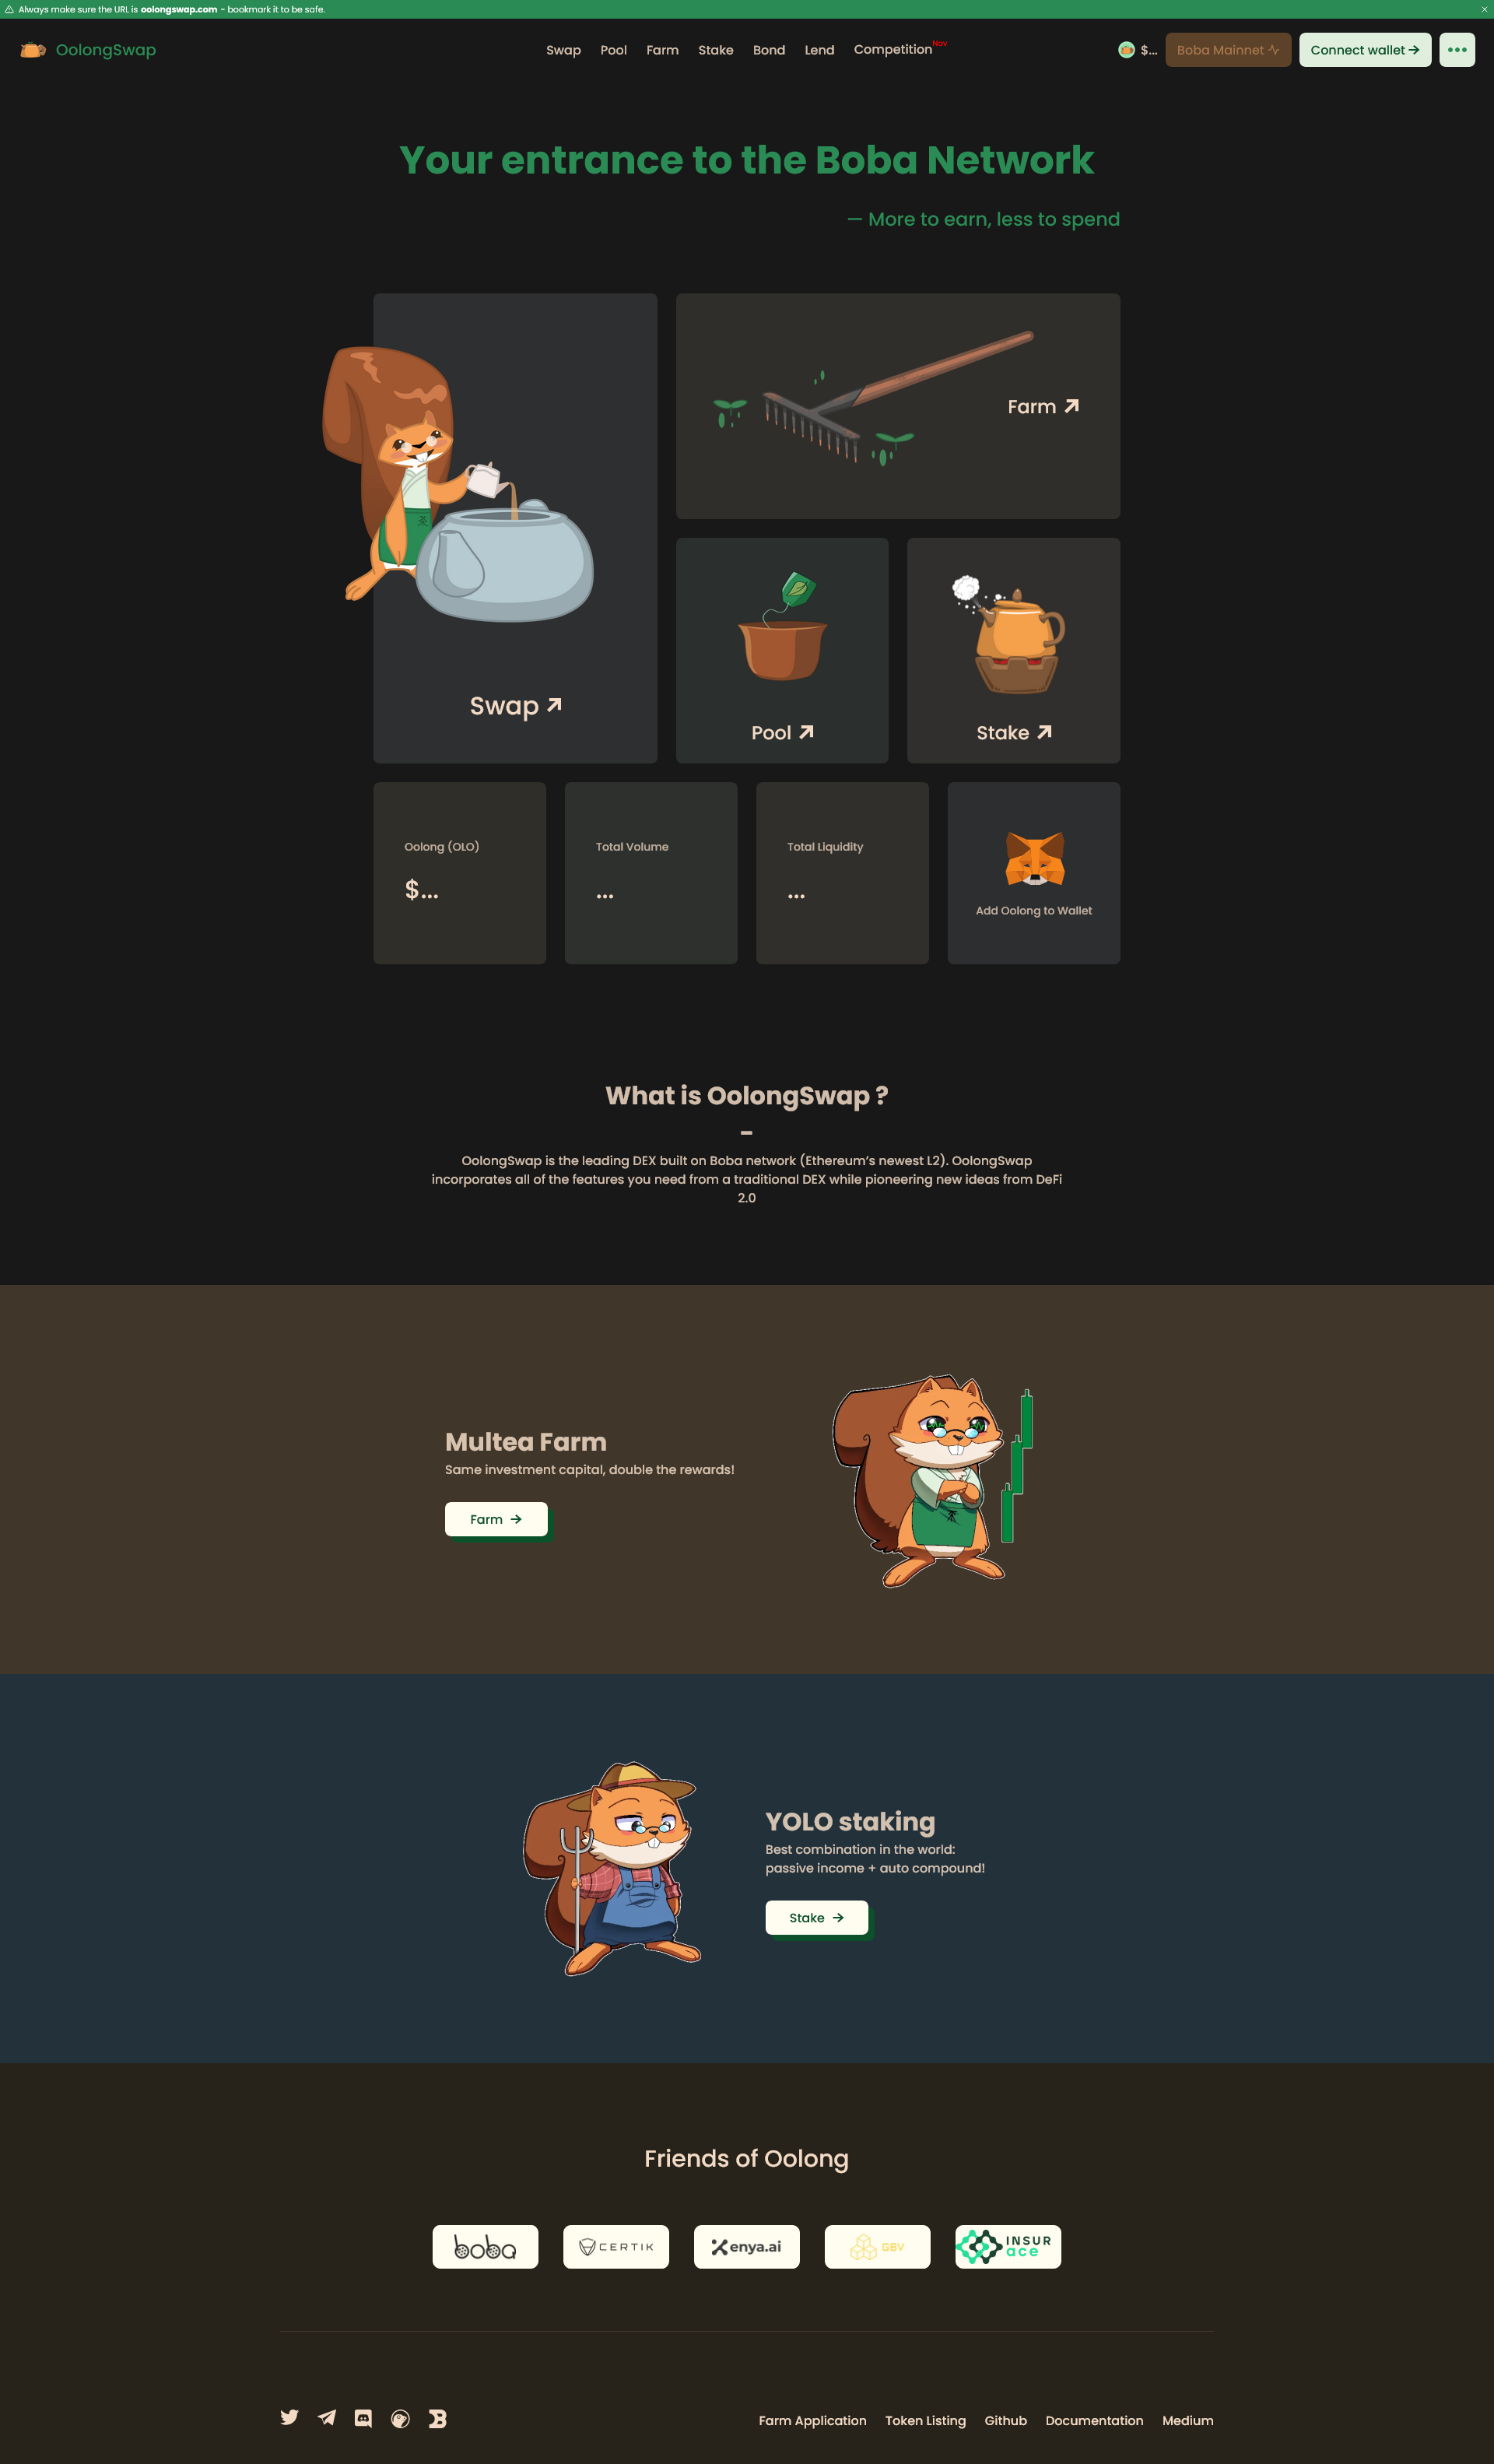 Always make sure the URL is oolongswap.com - bookmark it to be safe.
OolongSwap
Swap Pool Farm Stake Bond Lend Competition Nov
$...
Boba Mainnet
Connect wallet
Your entrance to the Boba Network
— More to earn, less to spend
Farm
Swap
Pool
Stake
Oolong (OLO)
$...
Total Volume
...
Total Liquidity
...
Add Oolong to Wallet
What is OolongSwap ?
–
OolongSwap is the leading DEX built on Boba network (Ethereum’s newest L2). OolongSwap
incorporates all of the features you need from a traditional DEX while pioneering new ideas from DeFi
2.0
Multea Farm
Same investment capital, double the rewards!
Farm
YOLO staking
Best combination in the world:
passive income + auto compound!
Stake
Friends of Oolong
boba
CERTIK
enya.ai
GBV
INSUR
ace
Farm Application Token Listing Github Documentation Medium